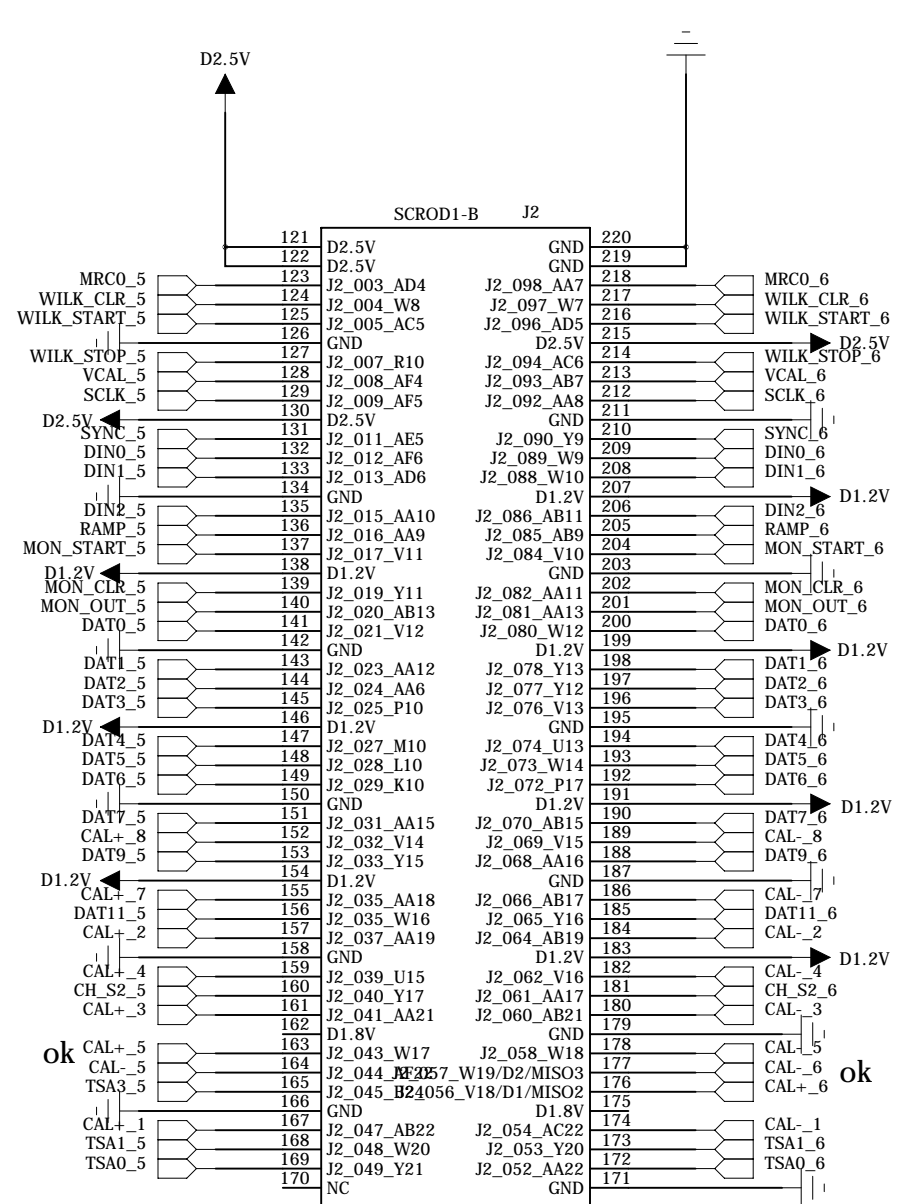 D2.5V
SCROD1-B J2
121 D2.5V GND 220
122 D2.5V GND 219
MRC0_5 123 J2_003_AD4 J2_098_AA7 218 MRC0_6
WILK_CLR_5 124 J2_004_W8 J2_097_W7 217 WILK_CLR_6
WILK_START_5 125 J2_005_AC5 J2_096_AD5 216 WILK_START_6
126 GND D2.5V 215 D2.5V
WILK_STOP_5 127 J2_007_R10 J2_094_AC6 214 WILK_STOP_6
VCAL_5 128 J2_008_AF4 J2_093_AB7 213 VCAL_6
SCLK_5 129 J2_009_AF5 J2_092_AA8 212 SCLK_6
D2.5V 130 D2.5V GND 211
SYNC_5 131 J2_011_AE5 J2_090_Y9 210 SYNC_6
DIN0_5 132 J2_012_AF6 J2_089_W9 209 DIN0_6
DIN1_5 133 J2_013_AD6 J2_088_W10 208 DIN1_6
134 GND D1.2V 207 D1.2V
DIN2_5 135 J2_015_AA10 J2_086_AB11 206 DIN2_6
RAMP_5 136 J2_016_AA9 J2_085_AB9 205 RAMP_6
MON_START_5 137 J2_017_V11 J2_084_V10 204 MON_START_6
D1.2V 138 D1.2V GND 203
MON_CLR_5 139 J2_019_Y11 J2_082_AA11 202 MON_CLR_6
MON_OUT_5 140 J2_020_AB13 J2_081_AA13 201 MON_OUT_6
DAT0_5 141 J2_021_V12 J2_080_W12 200 DAT0_6
142 GND D1.2V 199 D1.2V
DAT1_5 143 J2_023_AA12 J2_078_Y13 198 DAT1_6
DAT2_5 144 J2_024_AA6 J2_077_Y12 197 DAT2_6
DAT3_5 145 J2_025_P10 J2_076_V13 196 DAT3_6
D1.2V 146 D1.2V GND 195
DAT4_5 147 J2_027_M10 J2_074_U13 194 DAT4_6
DAT5_5 148 J2_028_L10 J2_073_W14 193 DAT5_6
DAT6_5 149 J2_029_K10 J2_072_P17 192 DAT6_6
150 GND D1.2V 191 D1.2V
DAT7_5 151 J2_031_AA15 J2_070_AB15 190 DAT7_6
CAL+_8 152 J2_032_V14 J2_069_V15 189 CAL-_8
DAT9_5 153 J2_033_Y15 J2_068_AA16 188 DAT9_6
D1.2V 154 D1.2V GND 187
CAL+_7 155 J2_035_AA18 J2_066_AB17 186 CAL-_7
DAT11_5 156 J2_035_W16 J2_065_Y16 185 DAT11_6
CAL+_2 157 J2_037_AA19 J2_064_AB19 184 CAL-_2
158 GND D1.2V 183 D1.2V
CAL+_4 159 J2_039_U15 J2_062_V16 182 CAL-_4
CH_S2_5 160 J2_040_Y17 J2_061_AA17 181 CH_S2_6
CAL+_3 161 J2_041_AA21 J2_060_AB21 180 CAL-_3
162 D1.8V GND 179
ok CAL+_5 163 J2_043_W17 J2_058_W18 178 CAL+_5
CAL-_5 164 J2_044_AF22 J2_057_W19/D2/MISO3 177 CAL-_6 ok
TSA3_5 165 J2_045_ J2_056_V18/D1/MISO2 176 CAL+_6
166 GND D1.8V 175
CAL+_1 167 J2_047_AB22 J2_054_AC22 174 CAL-_1
TSA1_5 168 J2_048_W20 J2_053_Y20 173 TSA1_6
TSA0_5 169 J2_049_Y21 J2_052_AA22 172 TSA0_6
170 NC GND 171